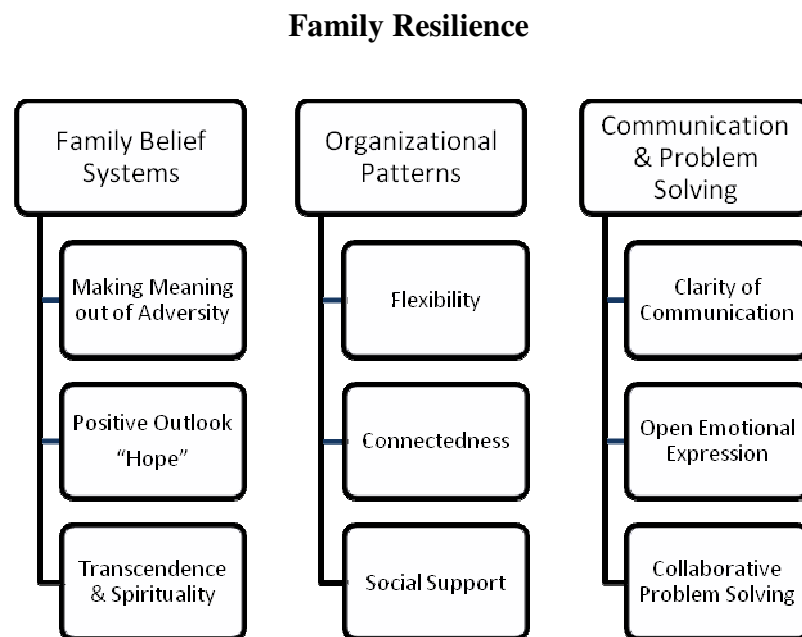 Family Resilience
Family Belief
Systems
Making Meaning
out of Adversity
Positive Outlook
“Hope”
Transcendence
& Spirituality
Organizational
Patterns
Flexibility
Connectedness
Social Support
Communication
& Problem
Solving
Clarity of
Communication
Open Emotional
Expression
Collaborative
Problem Solving